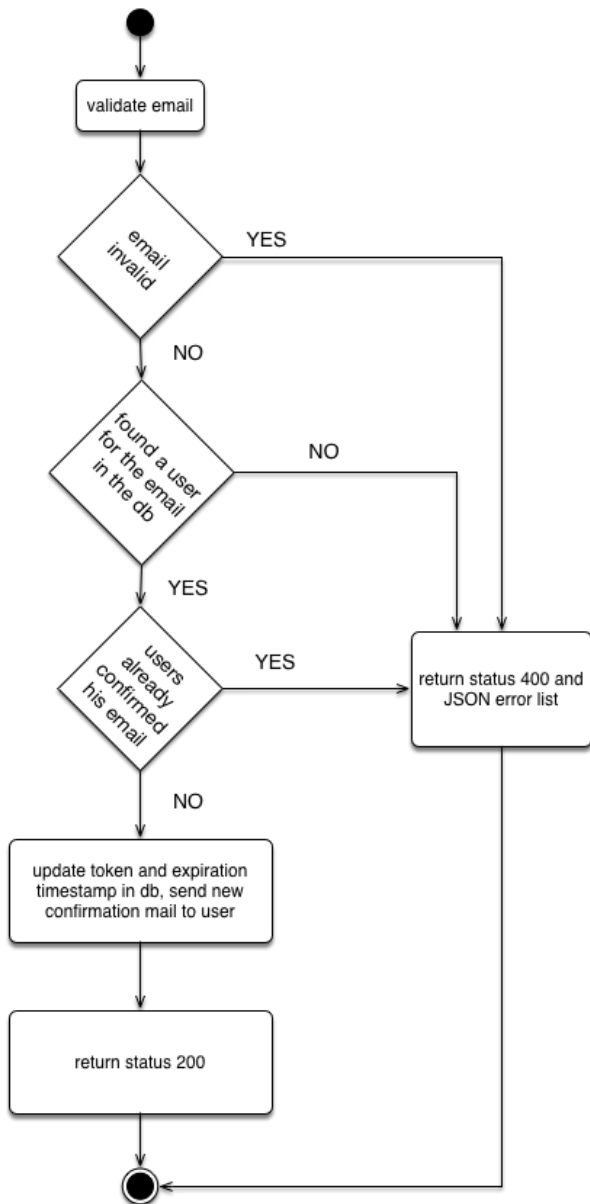 validate email
email
invalid
YES
NO
found a user
for the email
in the db
NO
YES
users
already
confirmed
his email
YES
return status 400 and
JSON error list
NO
update token and expiration
timestamp in db, send new
confirmation mail to user
return status 200